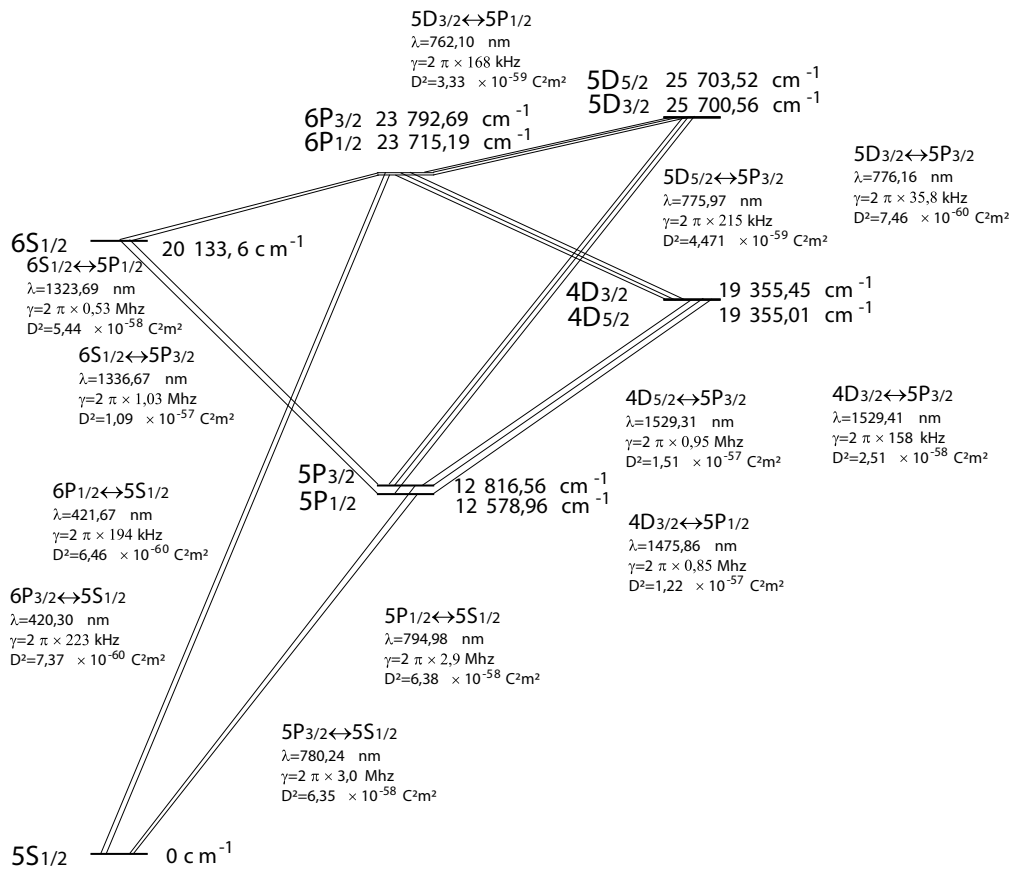 5D3/2↔5P1/2
λ=762,10 nm
γ=2 π × 168 kHz
D²=3,33 × 10-59 C²m²
5D5/2 25 703,52 cm-1
5D3/2 25 700,56 cm-1
6P3/2 23 792,69 cm-1
6P1/2 23 715,19 cm-1
5D3/2↔5P3/2
λ=776,16 nm
γ=2 π × 35,8 kHz
D²=7,46 × 10-60 C²m²
5D5/2↔5P3/2
λ=775,97 nm
γ=2 π × 215 kHz
D²=4,471 × 10-59 C²m²
6S1/2 20 133,6 cm-1
6S1/2↔5P1/2
λ=1323,69 nm
γ=2 π × 0,53 Mhz
D²=5,44 × 10-58 C²m²
4D3/2 19 355,45 cm-1
4D5/2 19 355,01 cm-1
6S1/2↔5P3/2
λ=1336,67 nm
γ=2 π × 1,03 Mhz
D²=1,09 × 10-57 C²m²
4D5/2↔5P3/2
λ=1529,31 nm
γ=2 π × 0,95 Mhz
D²=1,51 × 10-57 C²m²
4D3/2↔5P3/2
λ=1529,41 nm
γ=2 π × 158 kHz
D²=2,51 × 10-58 C²m²
5P3/2 12 816,56 cm-1
5P1/2 12 578,96 cm-1
6P1/2↔5S1/2
λ=421,67 nm
γ=2 π × 194 kHz
D²=6,46 × 10-60 C²m²
4D3/2↔5P1/2
λ=1475,86 nm
γ=2 π × 0,85 Mhz
D²=1,22 × 10-57 C²m²
6P3/2↔5S1/2
λ=420,30 nm
γ=2 π × 223 kHz
D²=7,37 × 10-60 C²m²
5P1/2↔5S1/2
λ=794,98 nm
γ=2 π × 2,9 Mhz
D²=6,38 × 10-58 C²m²
5P3/2↔5S1/2
λ=780,24 nm
γ=2 π × 3,0 Mhz
D²=6,35 × 10-58 C²m²
5S1/2 0 cm-1